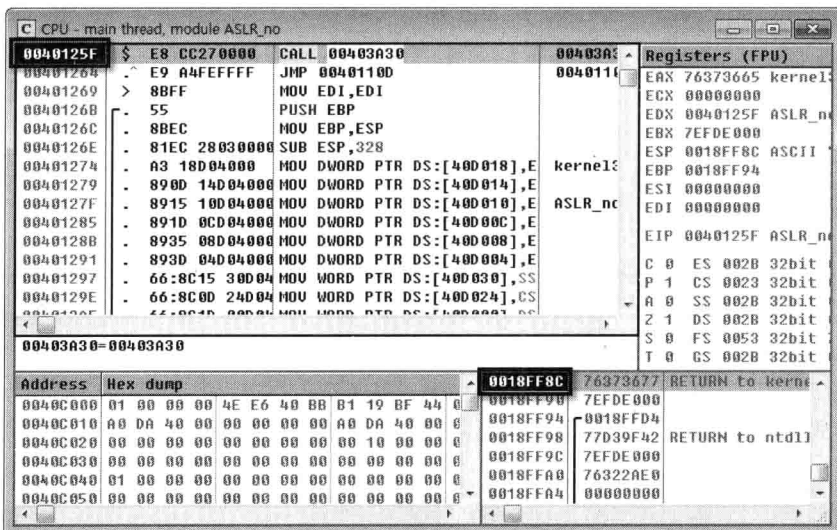 C CPU - main thread, module ASLR_no
0040125F $ E8 CC270000 CALL 00403A30 00403A3
00401264 .^ E9 A4FEFFFF JMP 0040110D 0040110
00401269 > 8BFF MOV EDI,EDI
0040126B . 55 PUSH EBP
0040126C . 8BEC MOV EBP,ESP
0040126E . 81EC 28030000 SUB ESP,328
00401274 . A3 18D04000 MOV DWORD PTR DS:[40D018],E kernel3
00401279 . 890D 14D04000 MOV DWORD PTR DS:[40D014],E
0040127F . 8915 10D04000 MOV DWORD PTR DS:[40D010],E ASLR_no
00401285 . 891D 0CD04000 MOV DWORD PTR DS:[40D00C],E
0040128B . 8935 08D04000 MOV DWORD PTR DS:[40D008],E
00401291 . 893D 04D04000 MOV DWORD PTR DS:[40D004],E
00401297 . 66:8C15 30D04 MOV WORD PTR DS:[40D030],SS
0040129E . 66:8C0D 24D04 MOV WORD PTR DS:[40D024],CS
00403A30=00403A30
Registers (FPU)
EAX 76373665 kernel3
ECX 00000000
EDX 0040125F ASLR_no
EBX 7EFDE000
ESP 0018FF8C ASCII "
EBP 0018FF94
ESI 00000000
EDI 00000000
EIP 0040125F ASLR_no
C 0 ES 002B 32bit
P 1 CS 0023 32bit
A 0 SS 002B 32bit
Z 1 DS 002B 32bit
S 0 FS 0053 32bit
T 0 GS 002B 32bit
Address Hex dump
0040C000 01 00 00 00 4E E6 40 BB B1 19 BF 44 0
0040C010 A0 DA 40 00 00 00 00 00 A0 DA 40 00 0
0040C020 00 00 00 00 00 00 00 00 00 10 00 00 0
0040C030 00 00 00 00 00 00 00 00 00 00 00 00 0
0040C040 01 00 00 00 00 00 00 00 00 00 00 00 0
0040C050 00 00 00 00 00 00 00 00 00 00 00 00
0018FF8C 76373677 RETURN to kerne
0018FF90 7EFDE000
0018FF94 0018FFD4
0018FF98 77D39F42 RETURN to ntdll
0018FF9C 7EFDE000
0018FFA0 76322AE0
0018FFA4 00000000